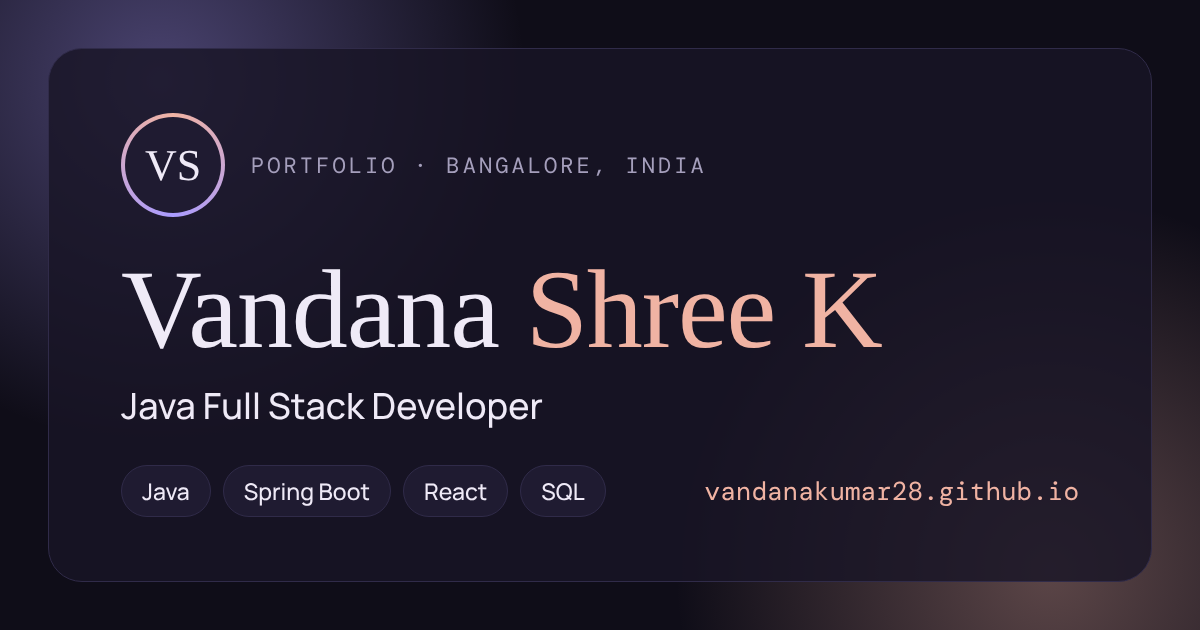 VS
PORTFOLIO · BANGALORE, INDIA
Vandana Shree K
Java Full Stack Developer
Java Spring Boot React SQL
vandanakumar28.github.io